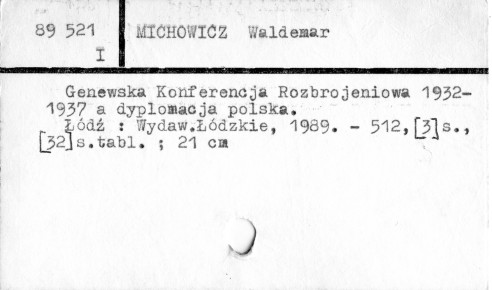 89 521 MICHOWICZ Waldemar
I
Genewska Konferencja Rozbrojeniowa 1932-
1937 a dyplomacja polska.
Łódź : Wydaw.Łódzkie, 1989. - 512,[3]s.,
[32]s.tabl. ; 21 cm